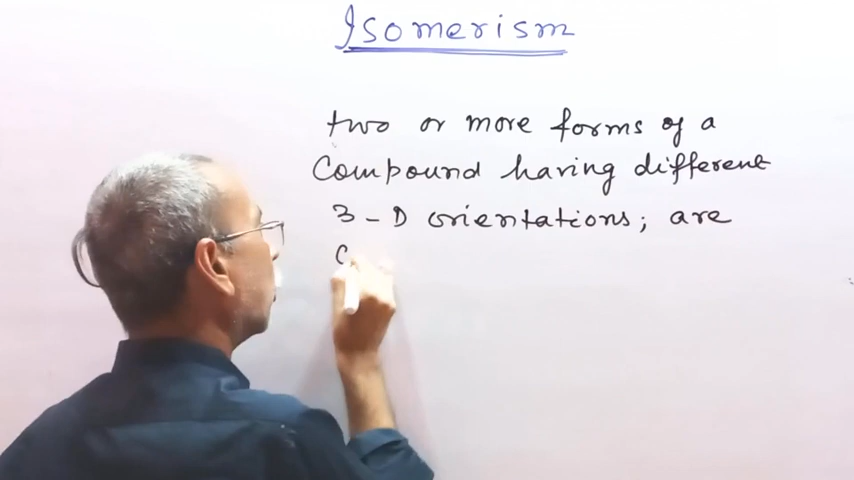 Isomerism
two or more forms of a
Compound having different
3-D orientations; are
C